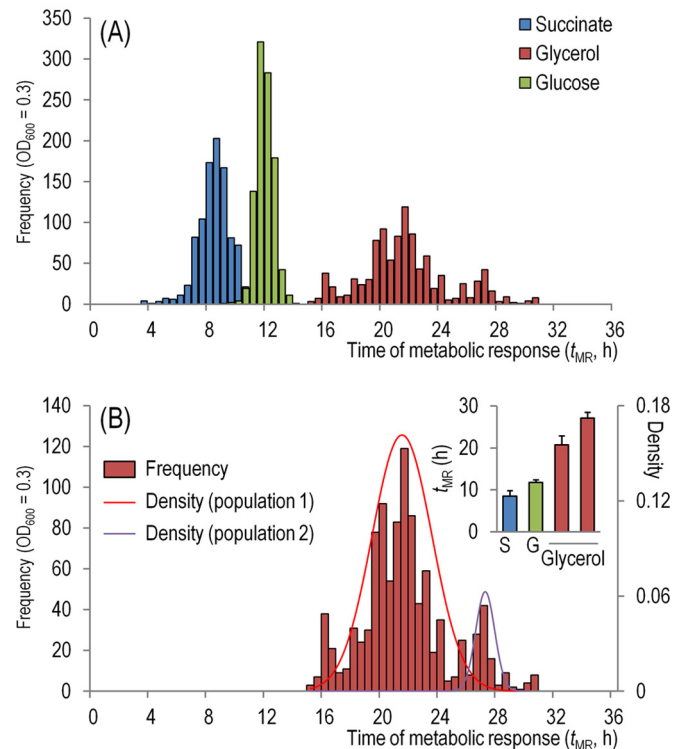 (A)
Succinate
Glycerol
Glucose
Frequency (OD600 = 0.3)
350
300
250
200
150
100
50
0
0 4 8 12 16 20 24 28 32 36
Time of metabolic response (tMR, h)
(B)
Frequency
Density (population 1)
Density (population 2)
Frequency (OD600 = 0.3)
140
120
100
80
60
40
20
0
0 4 8 12 16 20 24 28 32 36
Time of metabolic response (tMR, h)
tMR (h)
30
20
10
0
S G
Glycerol
0.18
0.12
0.06
0
Density